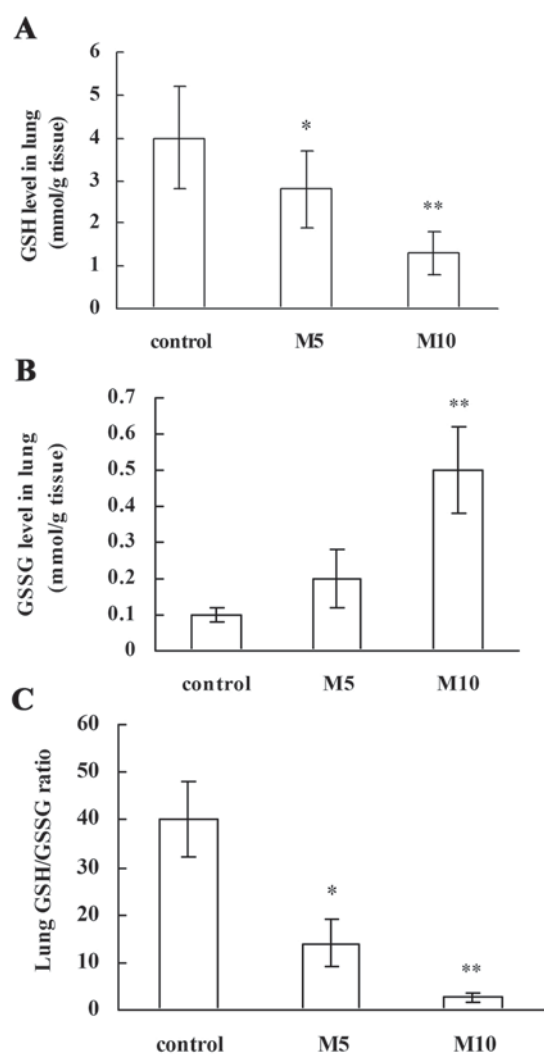 A
GSH level in lung
(mmol/g tissue)
6
5
4
3
2
1
0
*
**
control M5 M10
B
GSSG level in lung
(mmol/g tissue)
0.7
0.6
0.5
0.4
0.3
0.2
0.1
0
**
control M5 M10
C
Lung GSH/GSSG ratio
60
50
40
30
20
10
0
*
**
control M5 M10